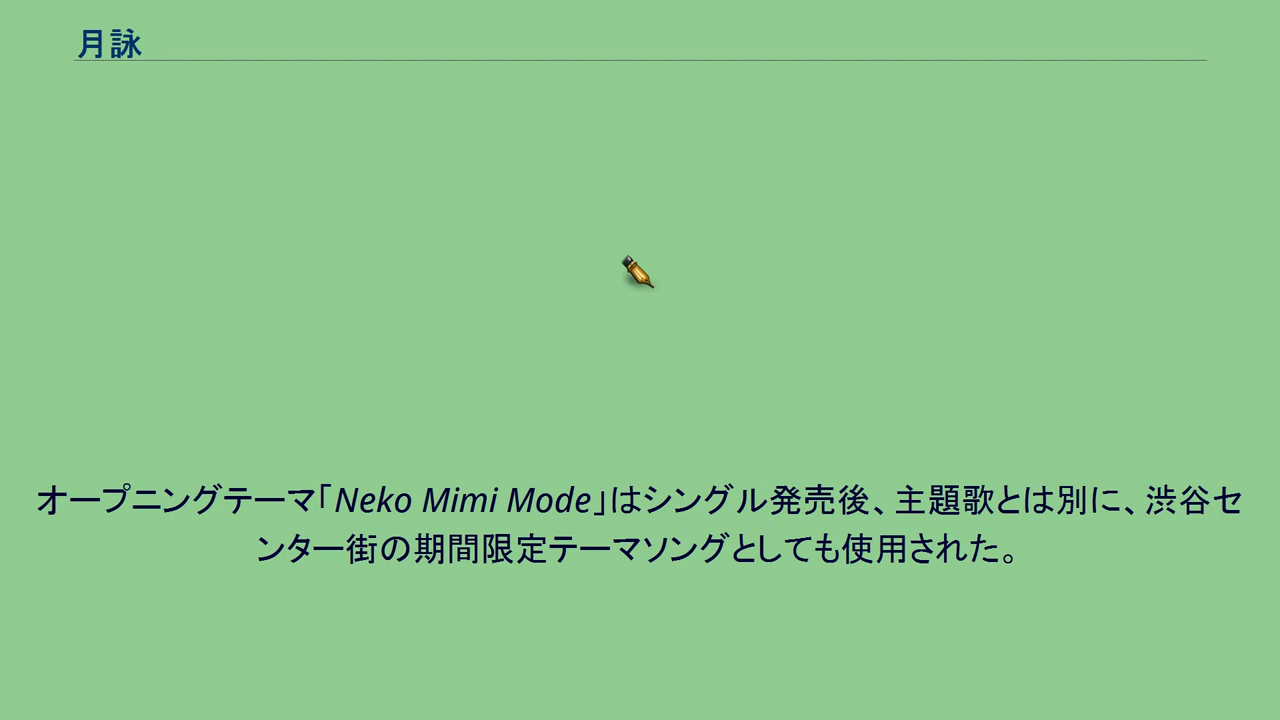 月詠
オープニングテーマ「Neko Mimi Mode」はシングル発売後、主題歌とは別に、渋谷セ
ンター街の期間限定テーマソングとしても使用された。